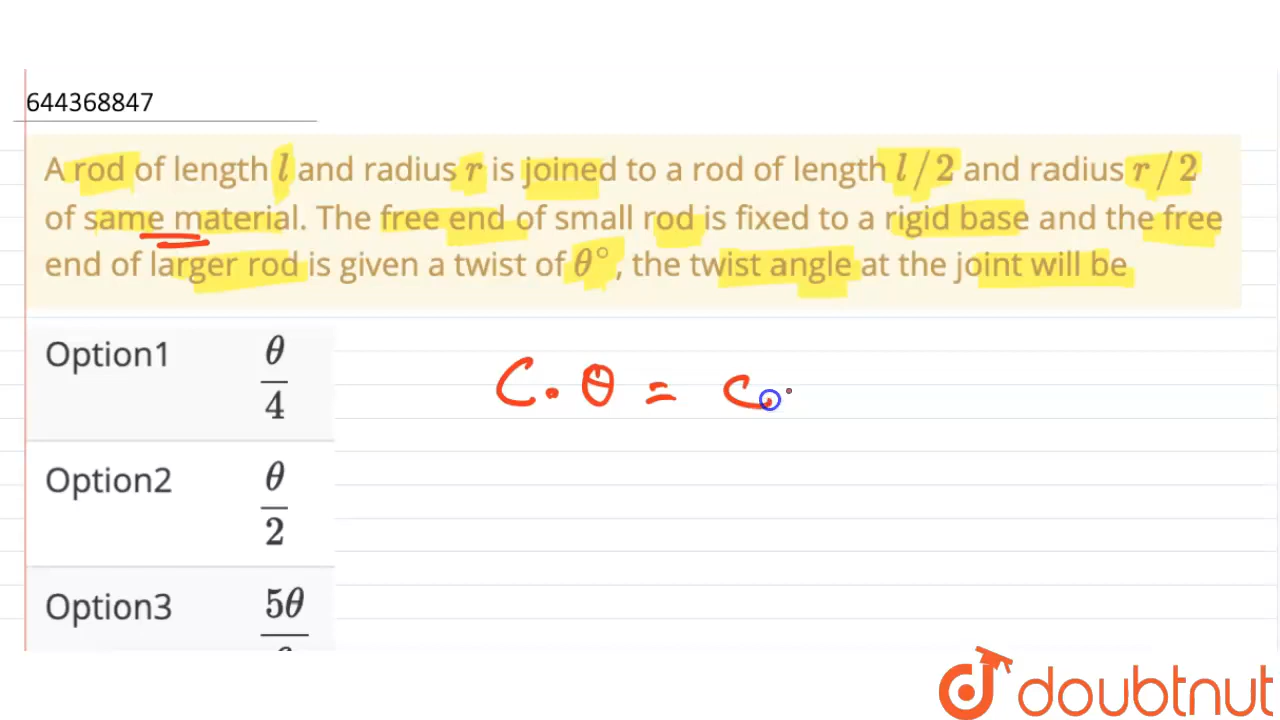 644368847
A rod of length l and radius r is joined to a rod of length l/2 and radius r/2
of same material. The free end of small rod is fixed to a rigid base and the free
end of larger rod is given a twist of θ°, the twist angle at the joint will be
Option1 θ/4
C.θ = C.
Option2 θ/2
Option3 5θ
doubtnut